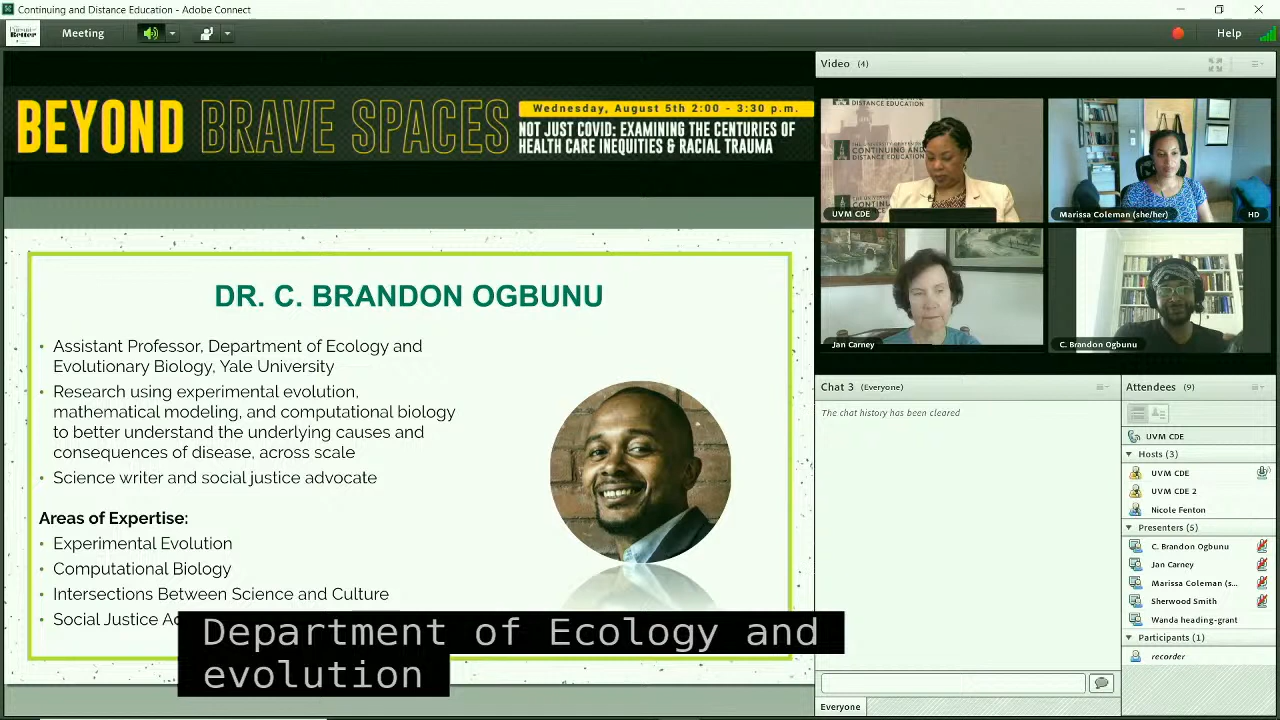 Continuing and Distance Education - Adobe Connect
Better
Meeting
Help
BEYOND BRAVE SPACES
Wednesday, August 5th 2:00 - 3:30 p.m.
NOT JUST COVID: EXAMINING THE CENTURIES OF
HEALTH CARE INEQUITIES & RACIAL TRAUMA
DR. C. BRANDON OGBUNU
• Assistant Professor, Department of Ecology and
Evolutionary Biology, Yale University
• Research using experimental evolution,
mathematical modeling, and computational biology
to better understand the underlying causes and
consequences of disease, across scale
• Science writer and social justice advocate
Areas of Expertise:
• Experimental Evolution
• Computational Biology
• Intersections Between Science and Culture
• Social Justice
Department of Ecology and
evolution
Video (4)
DISTANCE EDUCATION
CONTINUING AND
DISTANCE EDUCATION
UVM CDE
Marissa Coleman (she/her)
HD
Jan Carney
C. Brandon Ogbunu
Chat 3 (Everyone)
The chat history has been cleared
Everyone
Attendees (9)
UVM CDE
Hosts (3)
UVM CDE
UVM CDE 2
Nicole Fenton
Presenters (5)
C. Brandon Ogbunu
Jan Carney
Marissa Coleman (s...
Sherwood Smith
Wanda heading-grant
Participants (1)
recorder